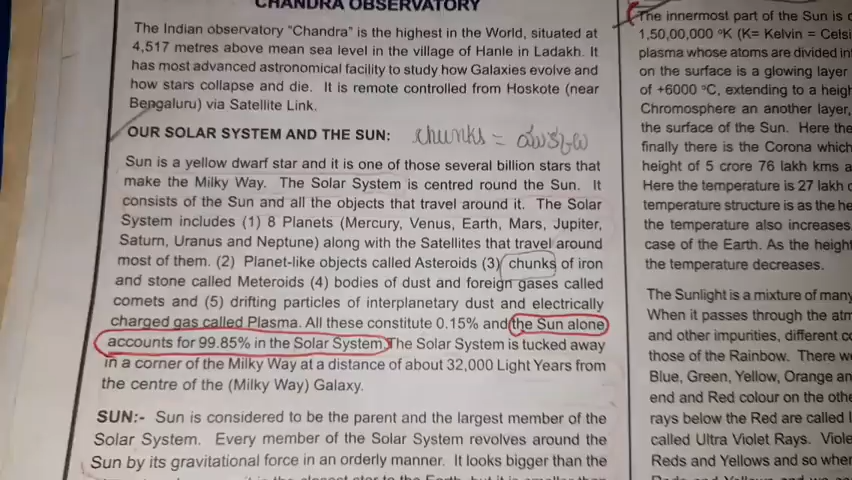 CHANDRA OBSERVATORY
The Indian observatory "Chandra" is the highest in the World, situated at
4,517 metres above mean sea level in the village of Hanle in Ladakh. It
has most advanced astronomical facility to study how Galaxies evolve and
how stars collapse and die. It is remote controlled from Hoskote (near
Bengaluru) via Satellite Link.
OUR SOLAR SYSTEM AND THE SUN: chunks =
Sun is a yellow dwarf star and it is one of those several billion stars that
make the Milky Way. The Solar System is centred round the Sun. It
consists of the Sun and all the objects that travel around it. The Solar
System includes (1) 8 Planets (Mercury, Venus, Earth, Mars, Jupiter,
Saturn, Uranus and Neptune) along with the Satellites that travel around
most of them. (2) Planet-like objects called Asteroids (3) chunks of iron
and stone called Meteroids (4) bodies of dust and foreign gases called
comets and (5) drifting particles of interplanetary dust and electrically
charged gas called Plasma. All these constitute 0.15% and the Sun alone
accounts for 99.85% in the Solar System. The Solar System is tucked away
in a corner of the Milky Way at a distance of about 32,000 Light Years from
the centre of the (Milky Way) Galaxy.
SUN:- Sun is considered to be the parent and the largest member of the
Solar System. Every member of the Solar System revolves around the
Sun by its gravitational force in an orderly manner. It looks bigger than the
The innermost part of the Sun is
1,50,00,000 °K (K= Kelvin = Celsi
plasma whose atoms are divided in
on the surface is a glowing layer
of +6000 °C, extending to a heigh
Chromosphere an another layer,
the surface of the Sun. Here the
finally there is the Corona which
height of 5 crore 76 lakh kms a
Here the temperature is 27 lakh
temperature structure is as the he
the temperature also increases
case of the Earth. As the height
the temperature decreases.
The Sunlight is a mixture of many
When it passes through the atm
and other impurities, different co
those of the Rainbow. There
Blue, Green, Yellow, Orange an
end and Red colour on the othe
rays below the Red are called
called Ultra Violet Rays. Viole
Reds and Yellows and so when